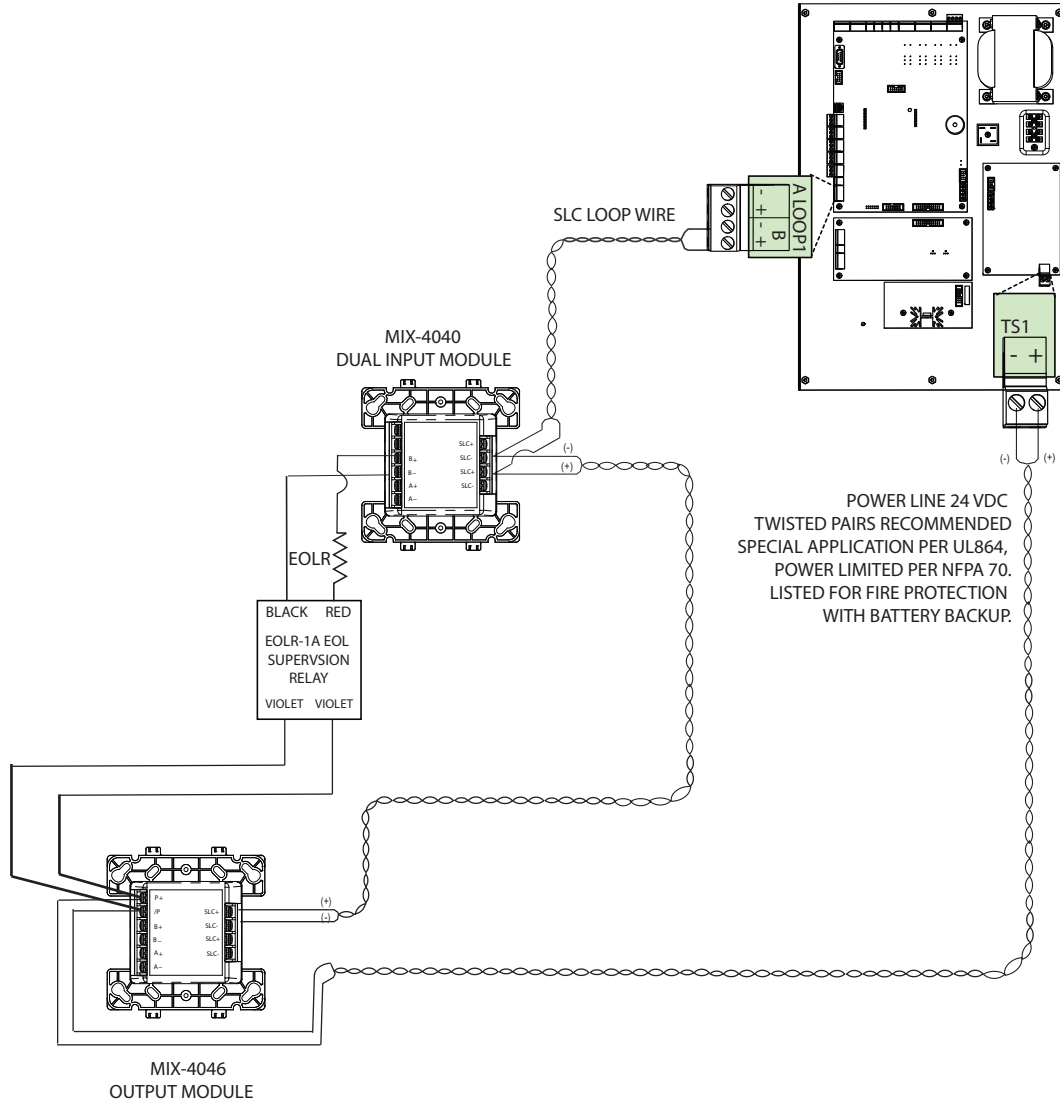 A LOOP1
- + - +
B
SLC LOOP WIRE
TS1
- +
(-) (+)
MIX-4040
DUAL INPUT MODULE
SLC+
SLC-
SLC+
SLC-
B+
B-
A+
A-
(-)
(+)
POWER LINE 24 VDC
TWISTED PAIRS RECOMMENDED
SPECIAL APPLICATION PER UL864,
POWER LIMITED PER NFPA 70.
LISTED FOR FIRE PROTECTION
WITH BATTERY BACKUP.
EOLR
BLACK RED
EOLR-1A EOL
SUPERVSION
RELAY
VIOLET VIOLET
P+
/P
B+
B-
A+
A-
SLC+
SLC-
SLC+
SLC-
(+)
(-)
MIX-4046
OUTPUT MODULE